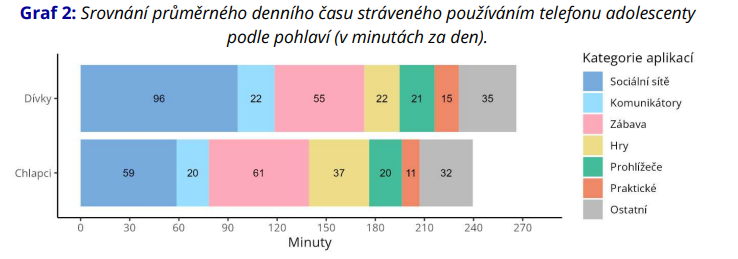 Graf 2: Srovnání průměrného denního času stráveného používáním telefonu adolescenty
podle pohlaví (v minutách za den).
Kategorie aplikací
Sociální sítě
Komunikátory
Zábava
Hry
Prohlížeče
Praktické
Ostatní
Dívky
96 22 55 22 21 15 35
Chlapci
59 20 61 37 20 11 32
0 30 60 90 120 150 180 210 240 270
Minuty